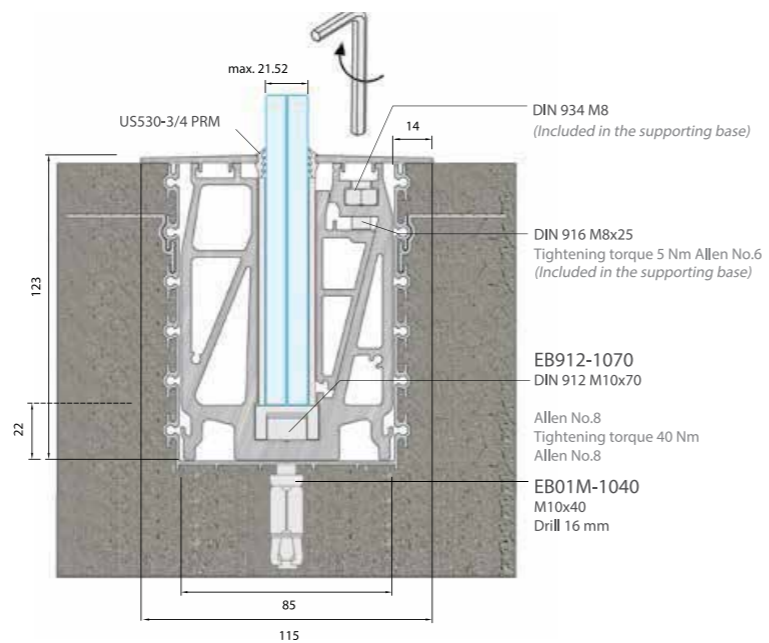 max. 21.52
US530-3/4 PRM
DIN 934 M8
(Included in the supporting base)
14
DIN 916 M8x25
Tightening torque 5 Nm Allen No.6
(Included in the supporting base)
123
EB912-1070
DIN 912 M10x70
22
Allen No.8
Tightening torque 40 Nm
Allen No.8
EB01M-1040
M10x40
Drill 16 mm
85
115